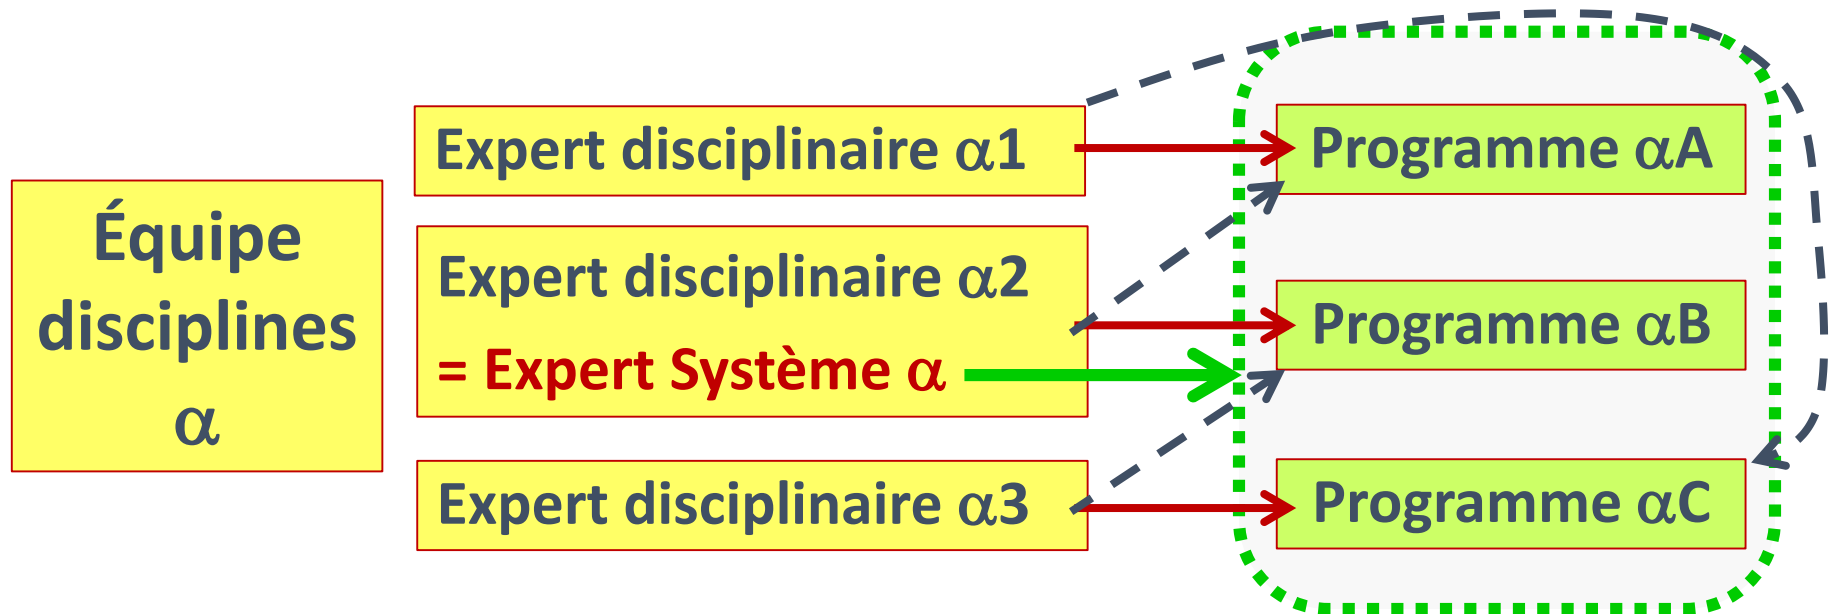 Équipe
disciplines
α
Expert disciplinaire α1
Expert disciplinaire α2
= Expert Système α
Expert disciplinaire α3
Programme αA
Programme αB
Programme αC